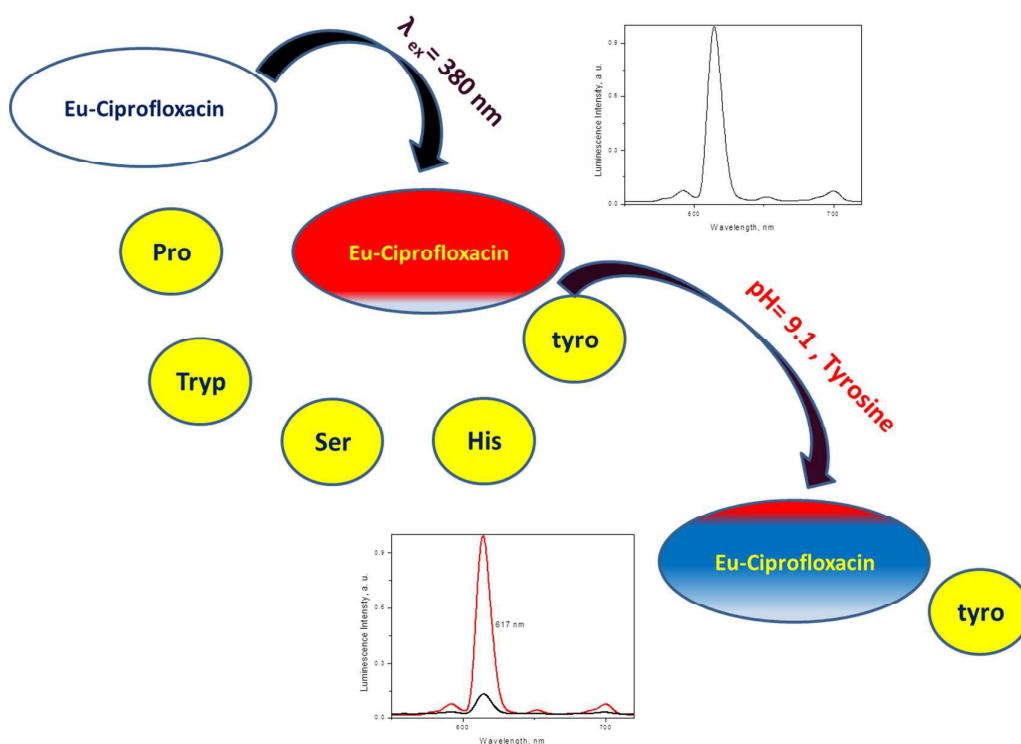 Eu-Ciprofloxacin
λ ex = 380 nm
Luminescence Intensity, a. u.
0.9
0.6
0.3
0.0
600
700
Wavelength, nm
Pro
Eu-Ciprofloxacin
tyro
pH= 9.1 , Tyrosine
Tryp
Ser
His
Luminescence Intensty, a. u.
0.9
0.6
0.3
0.0
617 nm
600
700
Wavelength, nm
Eu-Ciprofloxacin
tyro